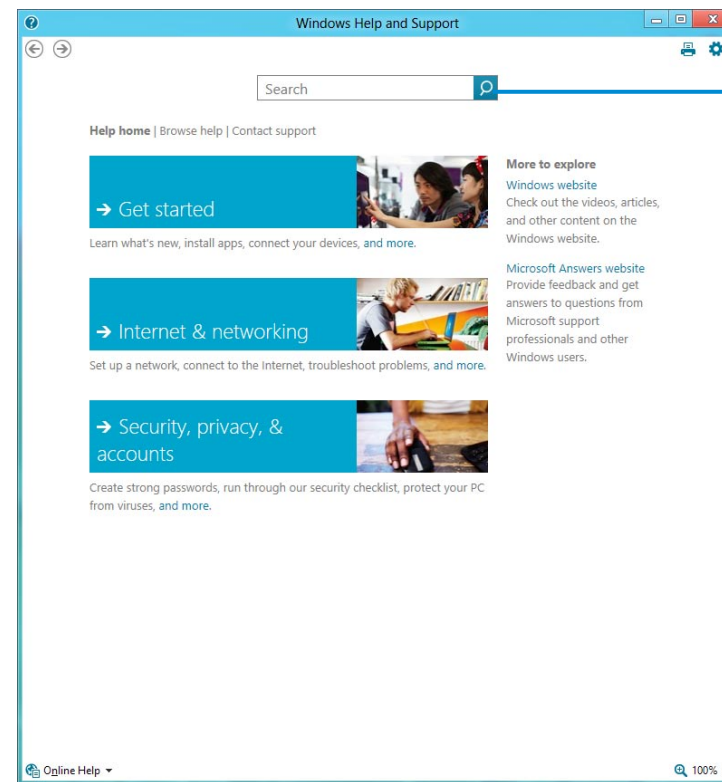 Windows Help and Support
Search
Help home | Browse help | Contact support
Get started
Learn what's new, install apps, connect your devices, and more.
Internet & networking
Set up a network, connect to the Internet, troubleshoot problems, and more.
Security, privacy, &
accounts
Create strong passwords, run through our security checklist, protect your PC
from viruses, and more.
More to explore
Windows website
Check out the videos, articles,
and other content on the
Windows website.
Microsoft Answers website
Provide feedback and get
answers to questions from
Microsoft support
professionals and other
Windows users.
Online Help
100%